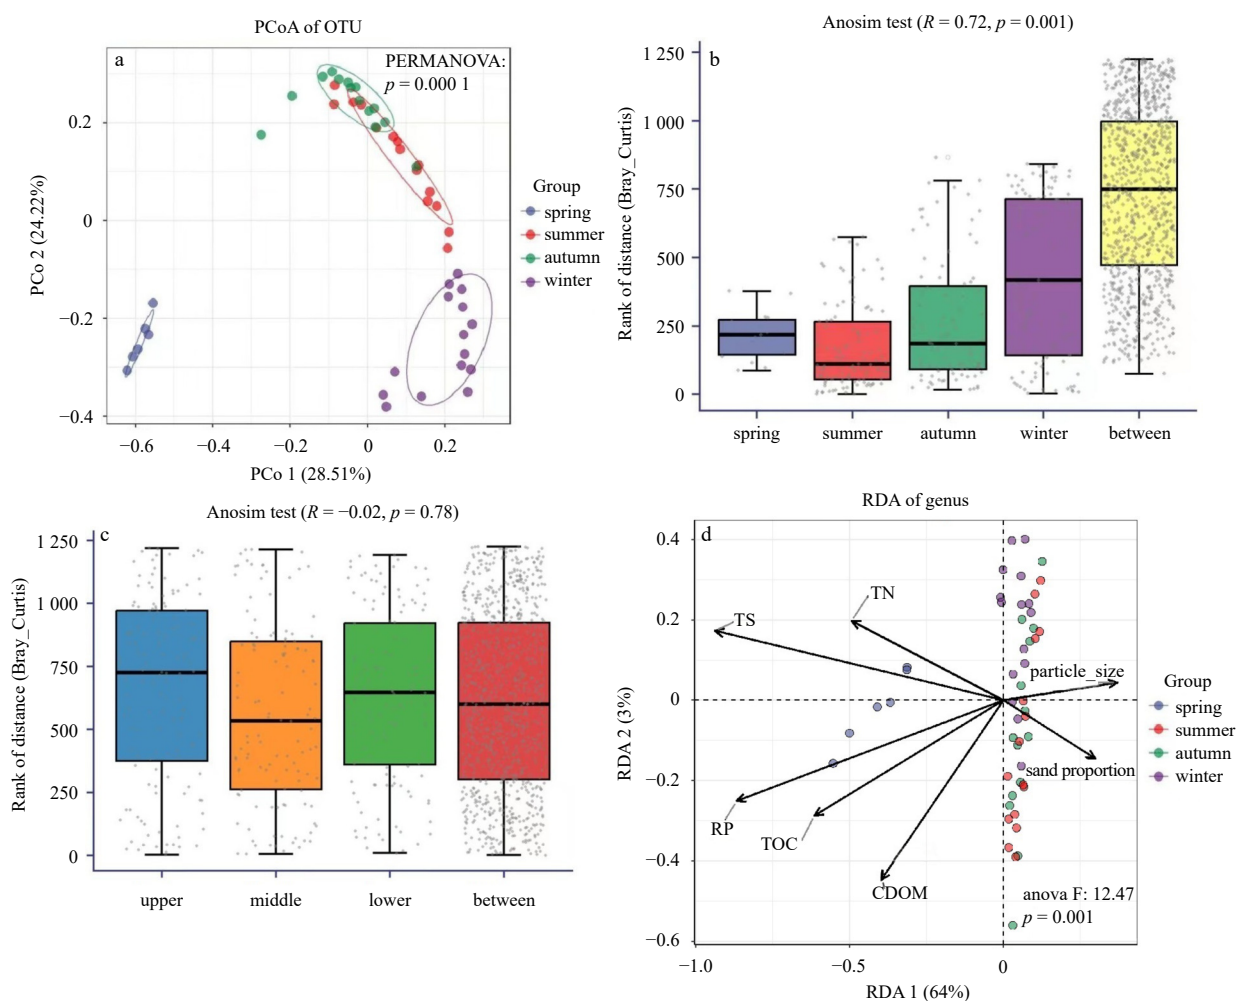 PCoA of OTU
a
PERMANOVA:
p = 0.000 1
0.2
0
−0.2
−0.4
PCo 2 (24.22%)
−0.6
−0.4
−0.2
0
0.2
PCo 1 (28.51%)
Group
spring
summer
autumn
winter
Anosim test (R = 0.72, p = 0.001)
b
1 250
1 000
750
500
250
0
Rank of distance (Bray_Curtis)
spring
summer
autumn
winter
between
Anosim test (R = −0.02, p = 0.78)
c
1 250
1 000
750
500
250
0
Rank of distance (Bray_Curtis)
upper
middle
lower
between
RDA of genus
d
0.4
0.2
0
−0.2
−0.4
−0.6
RDA 2 (3%)
TN
TS
particle_size
sand proportion
RP
TOC
CDOM
anova F: 12.47
p = 0.001
−1.0
−0.5
0
RDA 1 (64%)
Group
spring
summer
autumn
winter